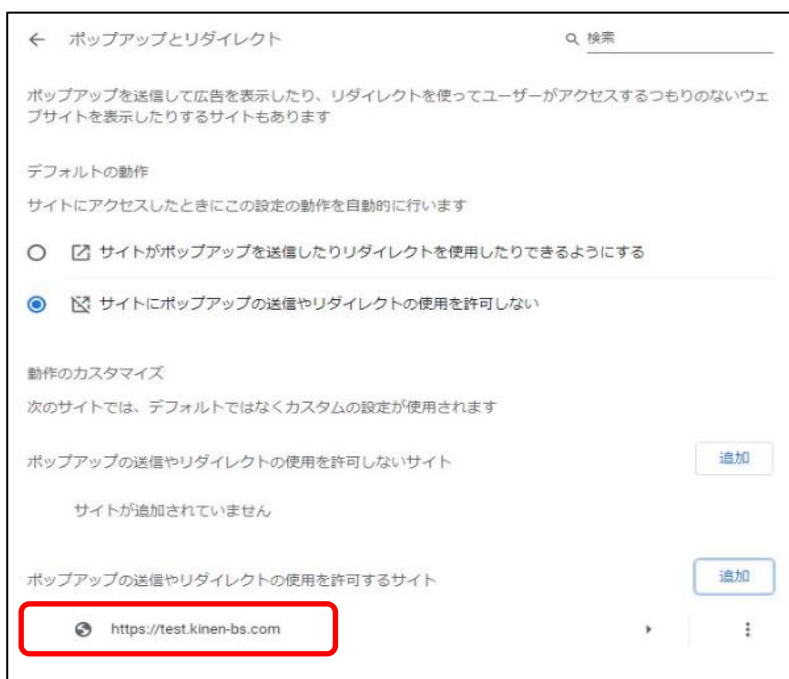 ポップアップとリダイレクト
検索
ポップアップを送信して広告を表示したり、リダイレクトを使ってユーザーがアクセスするつもりのないウェ
ブサイトを表示したりするサイトもあります
デフォルトの動作
サイトにアクセスしたときにこの設定の動作を自動的に行います
サイトがポップアップを送信したりリダイレクトを使用したりできるようにする
サイトにポップアップの送信やリダイレクトの使用を許可しない
動作のカスタマイズ
次のサイトでは、デフォルトではなくカスタムの設定が使用されます
ポップアップの送信やリダイレクトの使用を許可しないサイト
追加
サイトが追加されていません
ポップアップの送信やリダイレクトの使用を許可するサイト
追加
https://test.kinen-bs.com